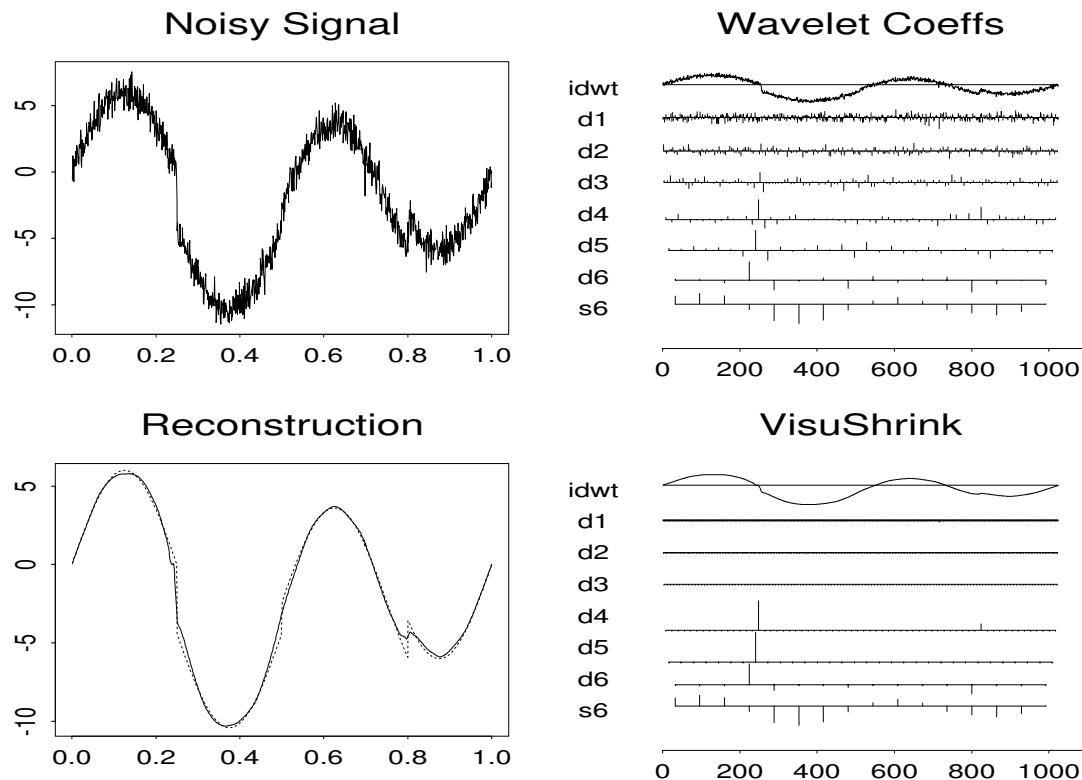 Noisy Signal
5
0
-5
-10
0.0 0.2 0.4 0.6 0.8 1.0
Wavelet Coeffs
idwt
d1
d2
d3
d4
d5
d6
s6
0 200 400 600 800 1000
Reconstruction
5
0
-5
-10
0.0 0.2 0.4 0.6 0.8 1.0
VisuShrink
idwt
d1
d2
d3
d4
d5
d6
s6
0 200 400 600 800 1000